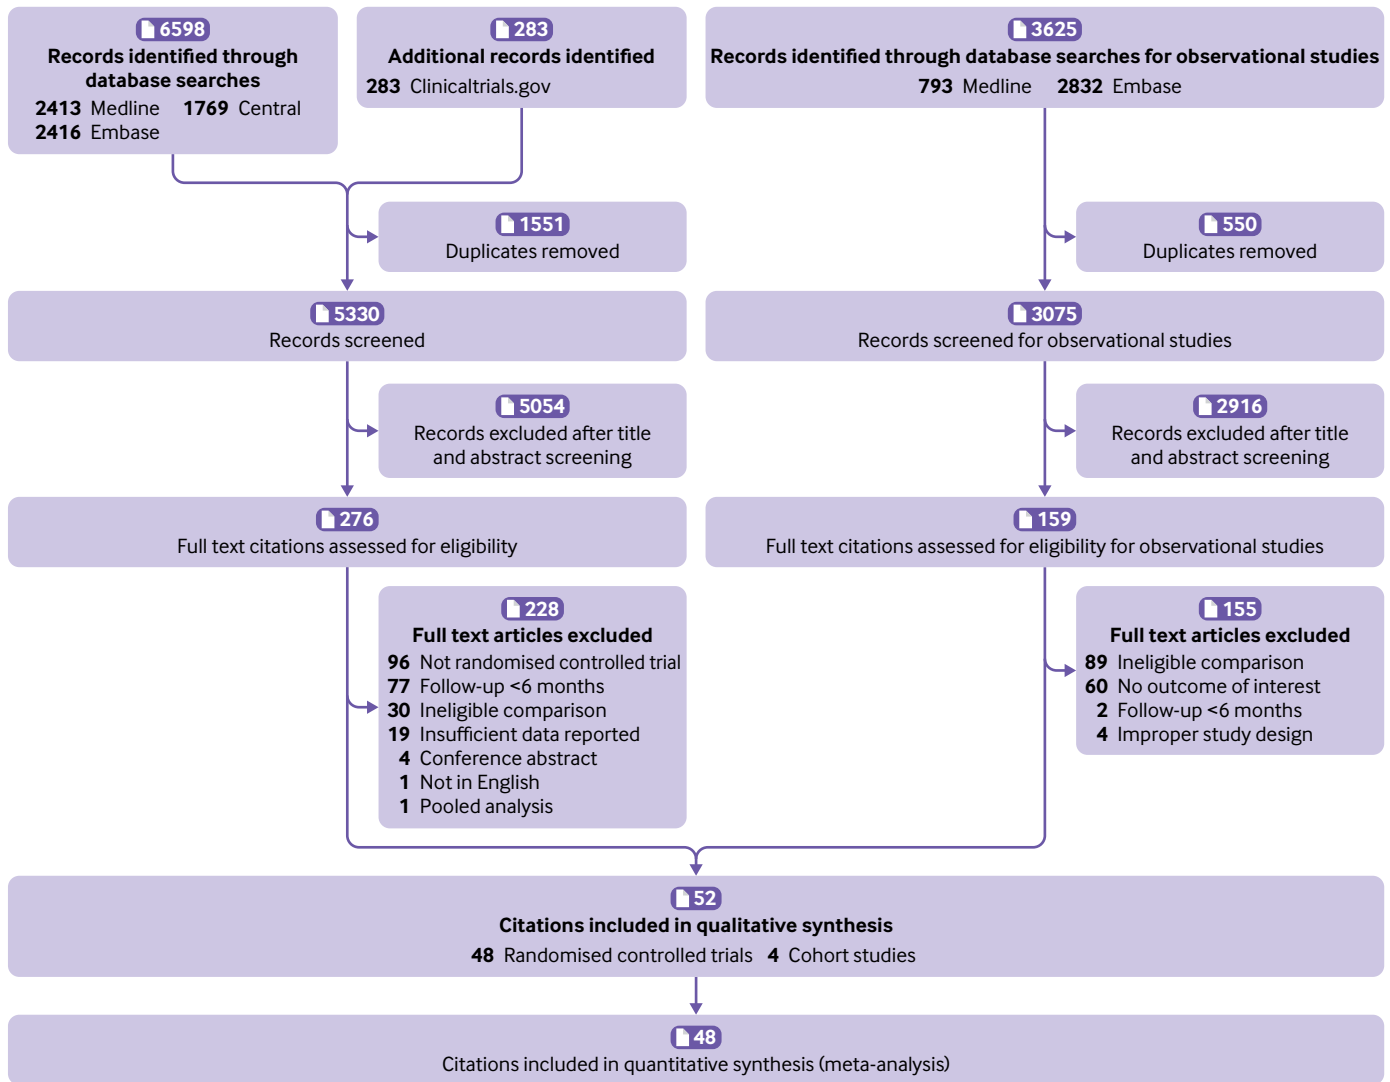 6598
Records identified through
database searches
2413 Medline 1769 Central
2416 Embase
283
Additional records identified
283 Clinicaltrials.gov
3625
Records identified through database searches for observational studies
793 Medline 2832 Embase
1551
Duplicates removed
550
Duplicates removed
5330
Records screened
3075
Records screened for observational studies
5054
Records excluded after title
and abstract screening
2916
Records excluded after title
and abstract screening
276
Full text citations assessed for eligibility
159
Full text citations assessed for eligibility for observational studies
228
Full text articles excluded
96 Not randomised controlled trial
77 Follow-up <6 months
30 Ineligible comparison
19 Insufficient data reported
4 Conference abstract
1 Not in English
1 Pooled analysis
155
Full text articles excluded
89 Ineligible comparison
60 No outcome of interest
2 Follow-up <6 months
4 Improper study design
52
Citations included in qualitative synthesis
48 Randomised controlled trials 4 Cohort studies
48
Citations included in quantitative synthesis (meta-analysis)